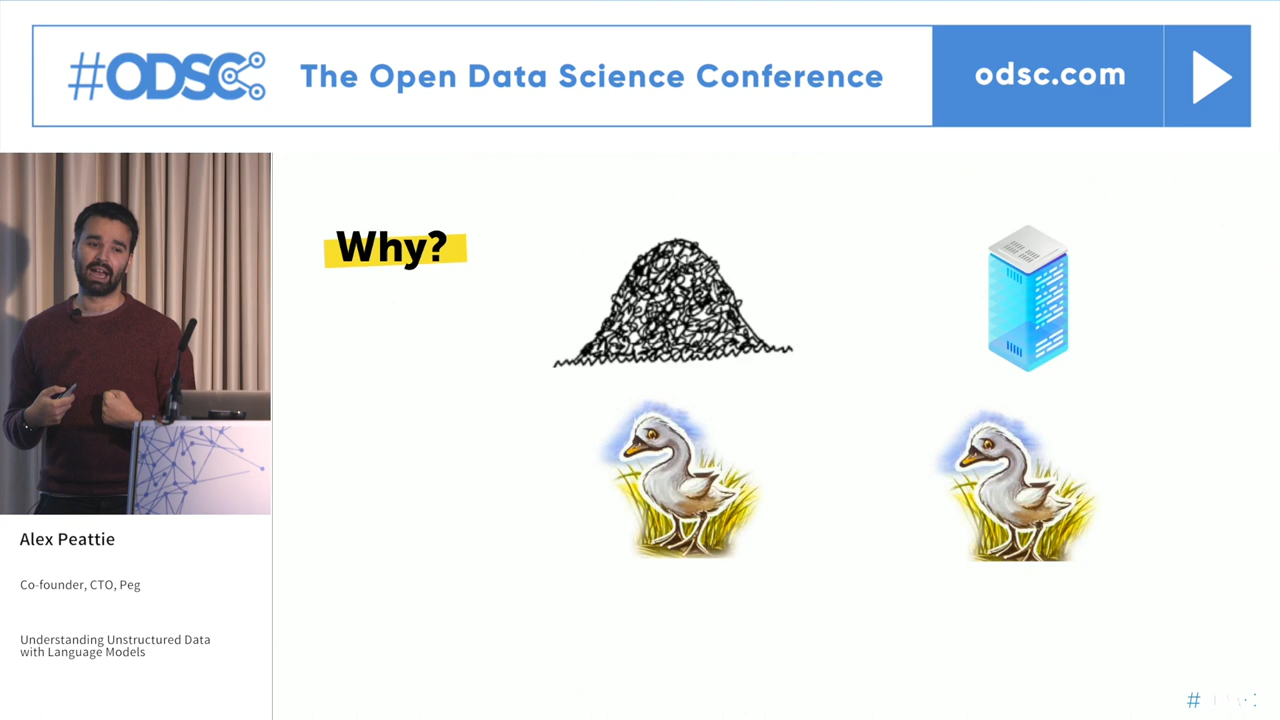 #ODSC
The Open Data Science Conference
odsc.com
Why?
Alex Peattie
Co-founder, CTO, Peg
Understanding Unstructured Data
with Language Models
#